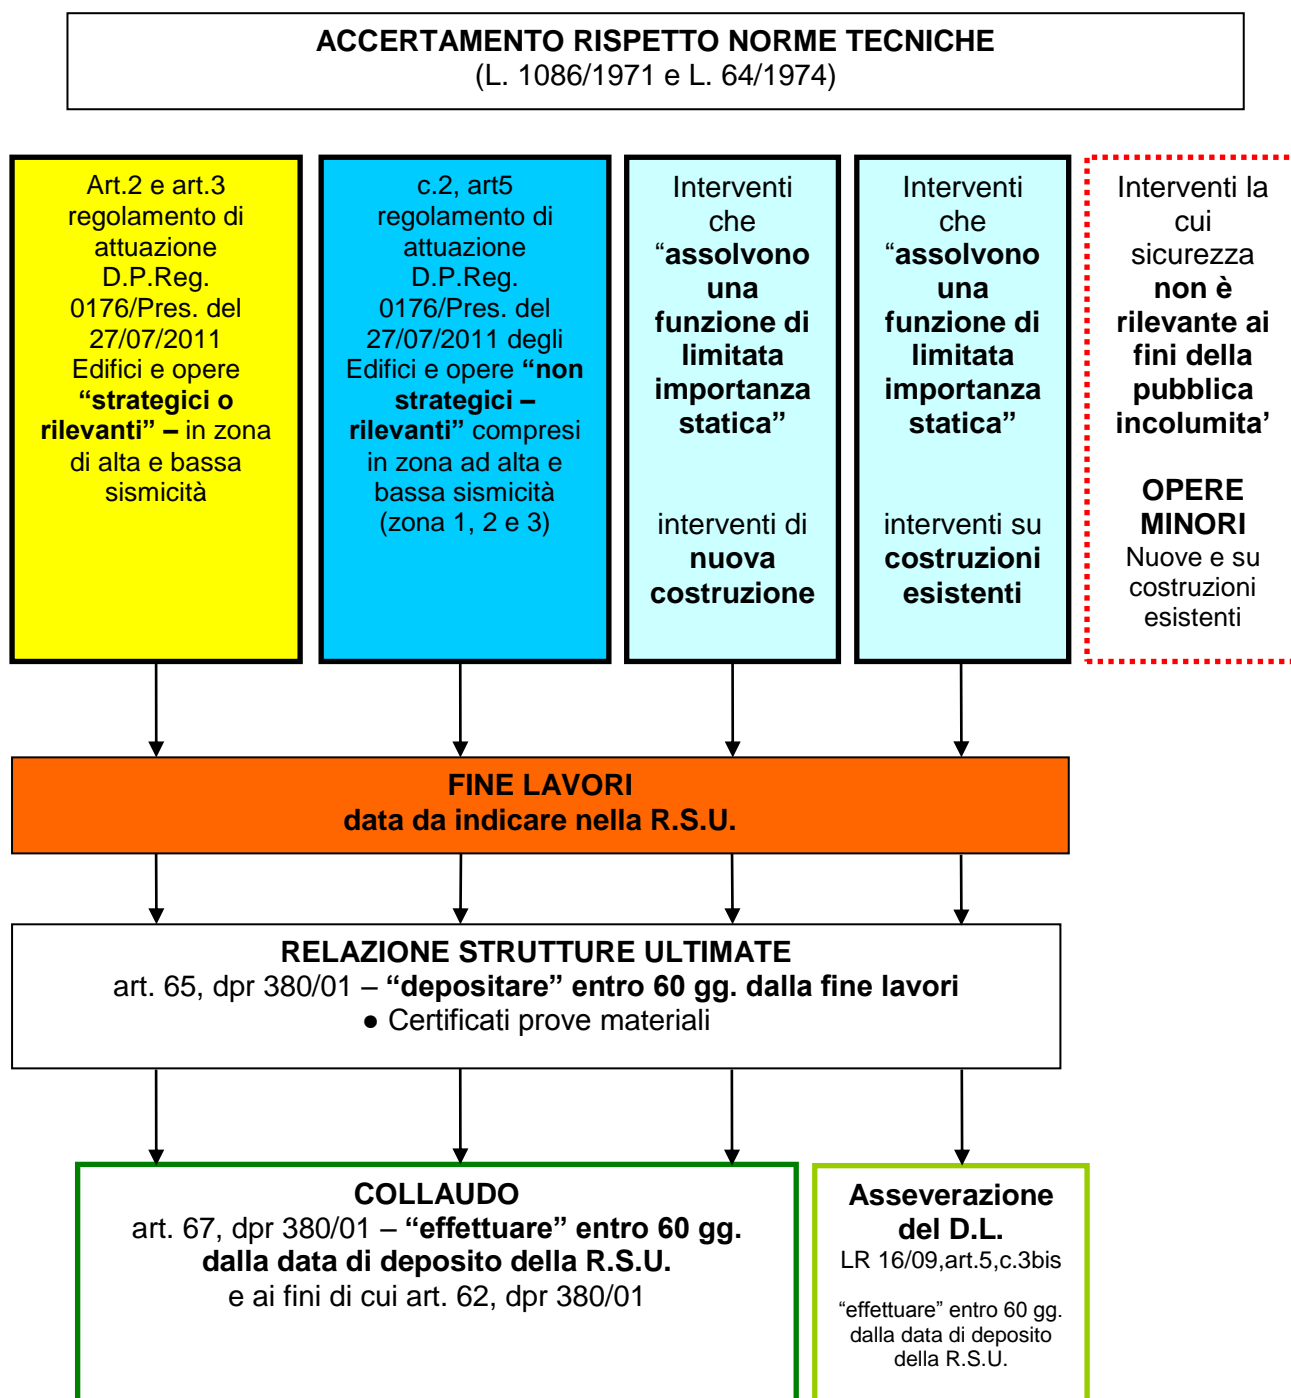 ACCERTAMENTO RISPETTO NORME TECNICHE
(L. 1086/1971 e L. 64/1974)
Art.2 e art.3
regolamento di
attuazione
D.P.Reg.
0176/Pres. del
27/07/2011
Edifici e opere
“strategici o
rilevanti” – in zona
di alta e bassa
sismicità
c.2, art5
regolamento di
attuazione
D.P.Reg.
0176/Pres. del
27/07/2011 degli
Edifici e opere “non
strategici –
rilevanti” compresi
in zona ad alta e
bassa sismicità
(zona 1, 2 e 3)
Interventi
che
“assolvono
una
funzione di
limitata
importanza
statica”
interventi di
nuova
costruzione
Interventi
che
“assolvono
una
funzione di
limitata
importanza
statica”
interventi su
costruzioni
esistenti
Interventi la
cui
sicurezza
non è
rilevante ai
fini della
pubblica
incolumita’
OPERE
MINORI
Nuove e su
costruzioni
esistenti
FINE LAVORI
data da indicare nella R.S.U.
RELAZIONE STRUTTURE ULTIMATE
art. 65, dpr 380/01 – “depositare” entro 60 gg. dalla fine lavori
● Certificati prove materiali
COLLAUDO
art. 67, dpr 380/01 – “effettuare” entro 60 gg.
dalla data di deposito della R.S.U.
e ai fini di cui art. 62, dpr 380/01
Asseverazione
del D.L.
LR 16/09,art.5,c.3bis
“effettuare” entro 60 gg.
dalla data di deposito
della R.S.U.